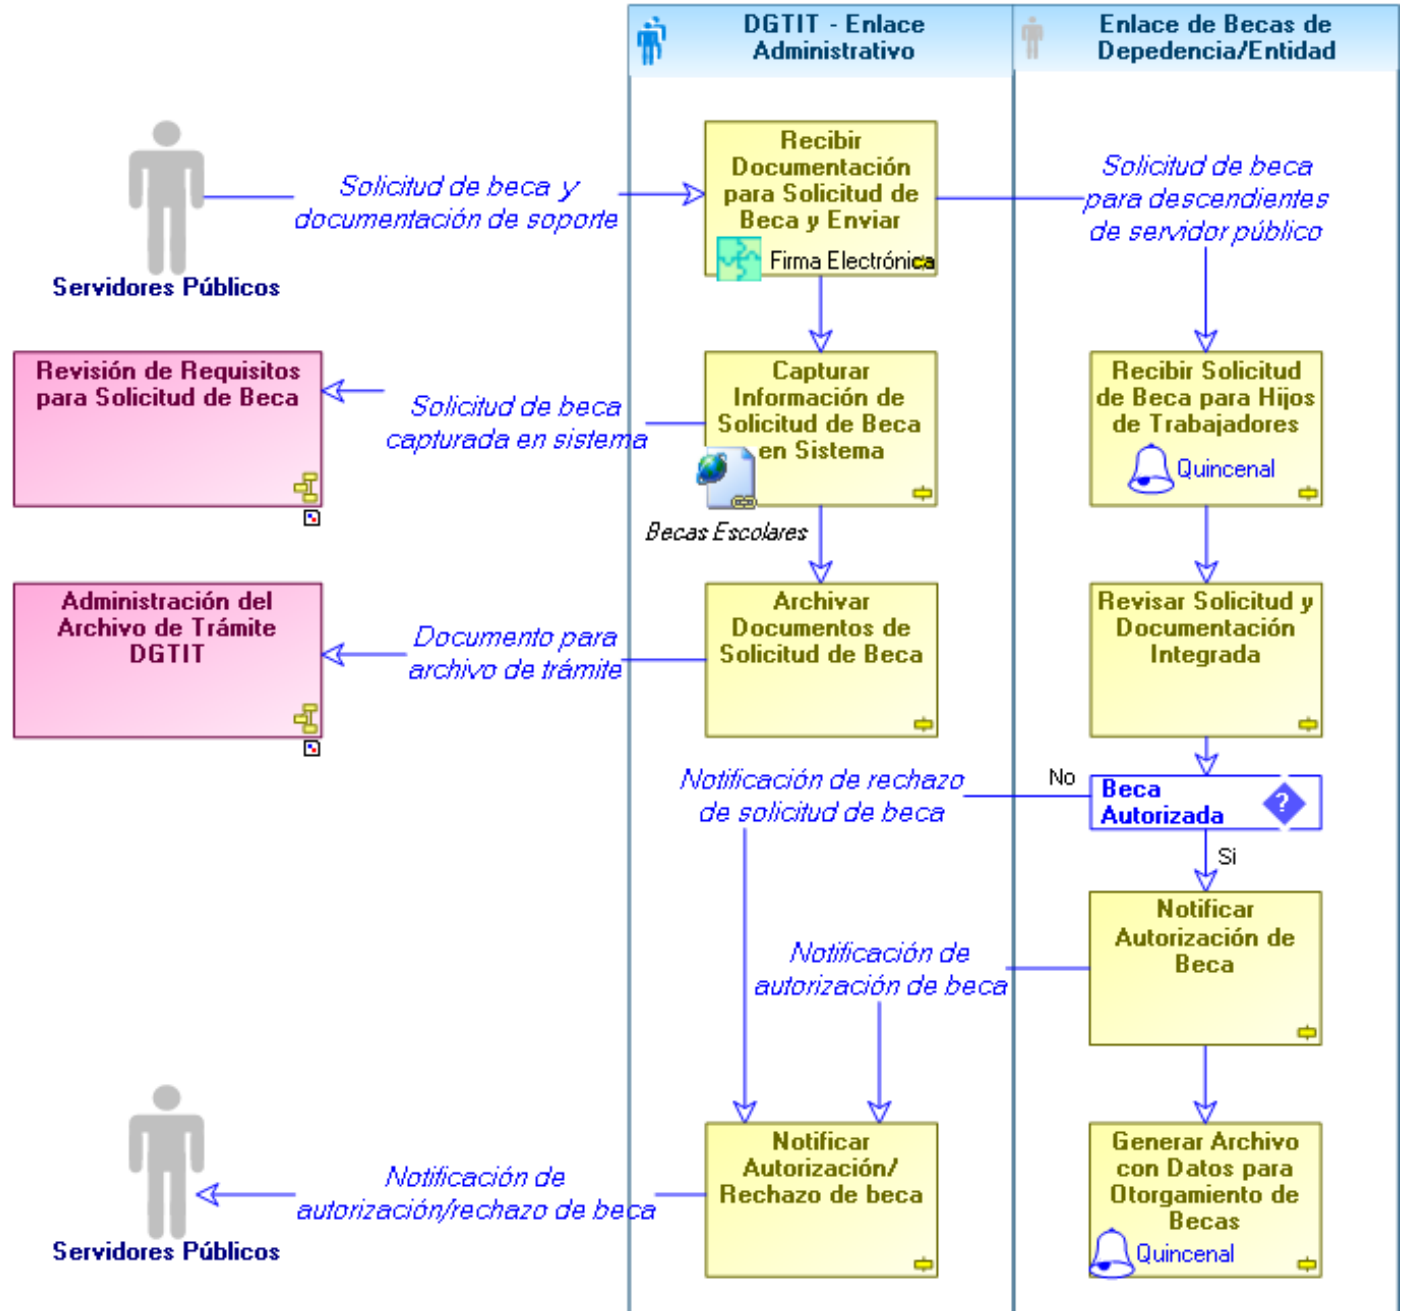 DGTIT - Enlace
Administrativo
Enlace de Becas de
Depedencia/Entidad
Servidores Públicos
Solicitud de beca y
documentación de soporte
Recibir
Documentación
para Solicitud de
Beca y Enviar
Firma Electrónica
Solicitud de beca
para descendientes
de servidor público
Revisión de Requisitos
para Solicitud de Beca
Solicitud de beca
capturada en sistema
Capturar
Información de
Solicitud de Beca
en Sistema
Becas Escolares
Recibir Solicitud
de Beca para Hijos
de Trabajadores
Quincenal
Administración del
Archivo de Trámite
DGTIT
Documento para
archivo de trámite
Archivar
Documentos de
Solicitud de Beca
Revisar Solicitud y
Documentación
Integrada
Notificación de rechazo
de solicitud de beca
No
Beca
Autorizada
?
Si
Notificación de
autorización de beca
Notificar
Autorización de
Beca
Servidores Públicos
Notificación de
autorización/rechazo de beca
Notificar
Autorización/
Rechazo de beca
Generar Archivo
con Datos para
Otorgamiento de
Becas
Quincenal